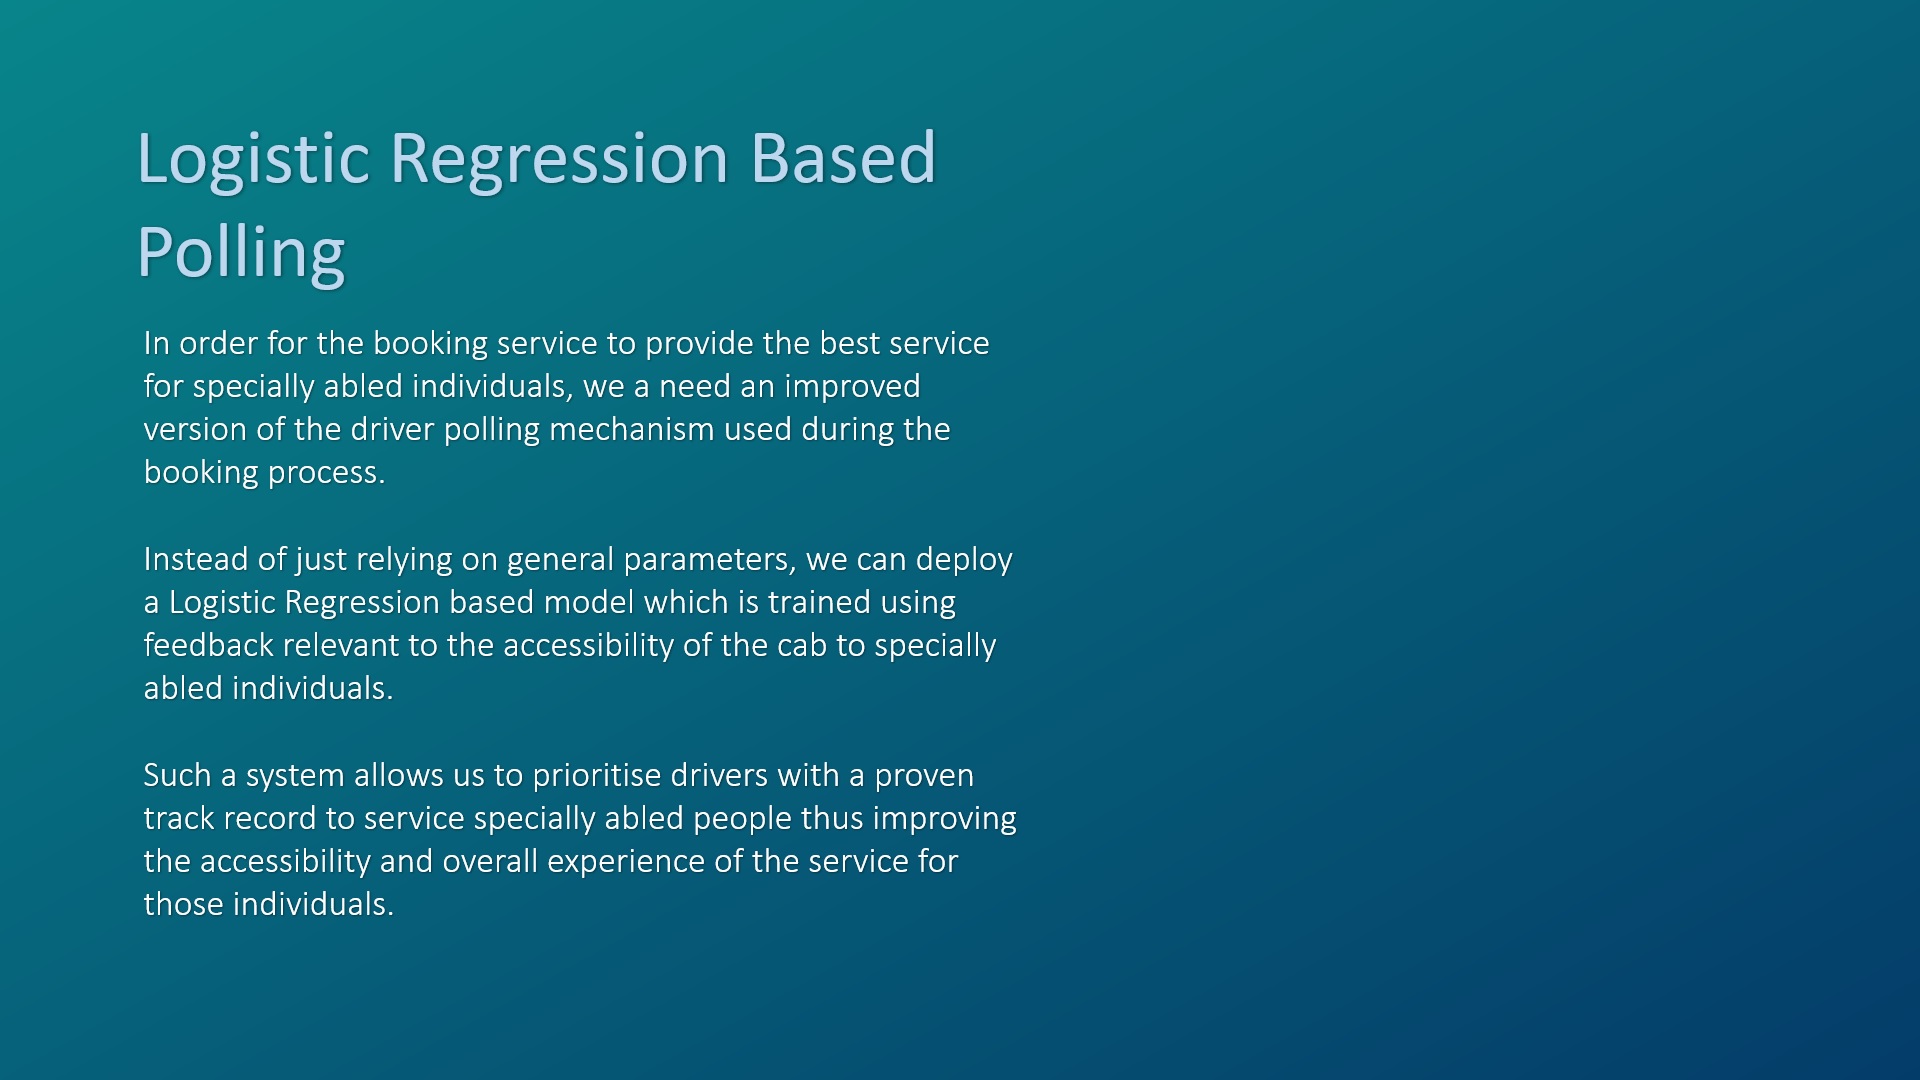 Logistic Regression Based
Polling
In order for the booking service to provide the best service
for specially abled individuals, we a need an improved
version of the driver polling mechanism used during the
booking process.
Instead of just relying on general parameters, we can deploy
a Logistic Regression based model which is trained using
feedback relevant to the accessibility of the cab to specially
abled individuals.
Such a system allows us to prioritise drivers with a proven
track record to service specially abled people thus improving
the accessibility and overall experience of the service for
those individuals.